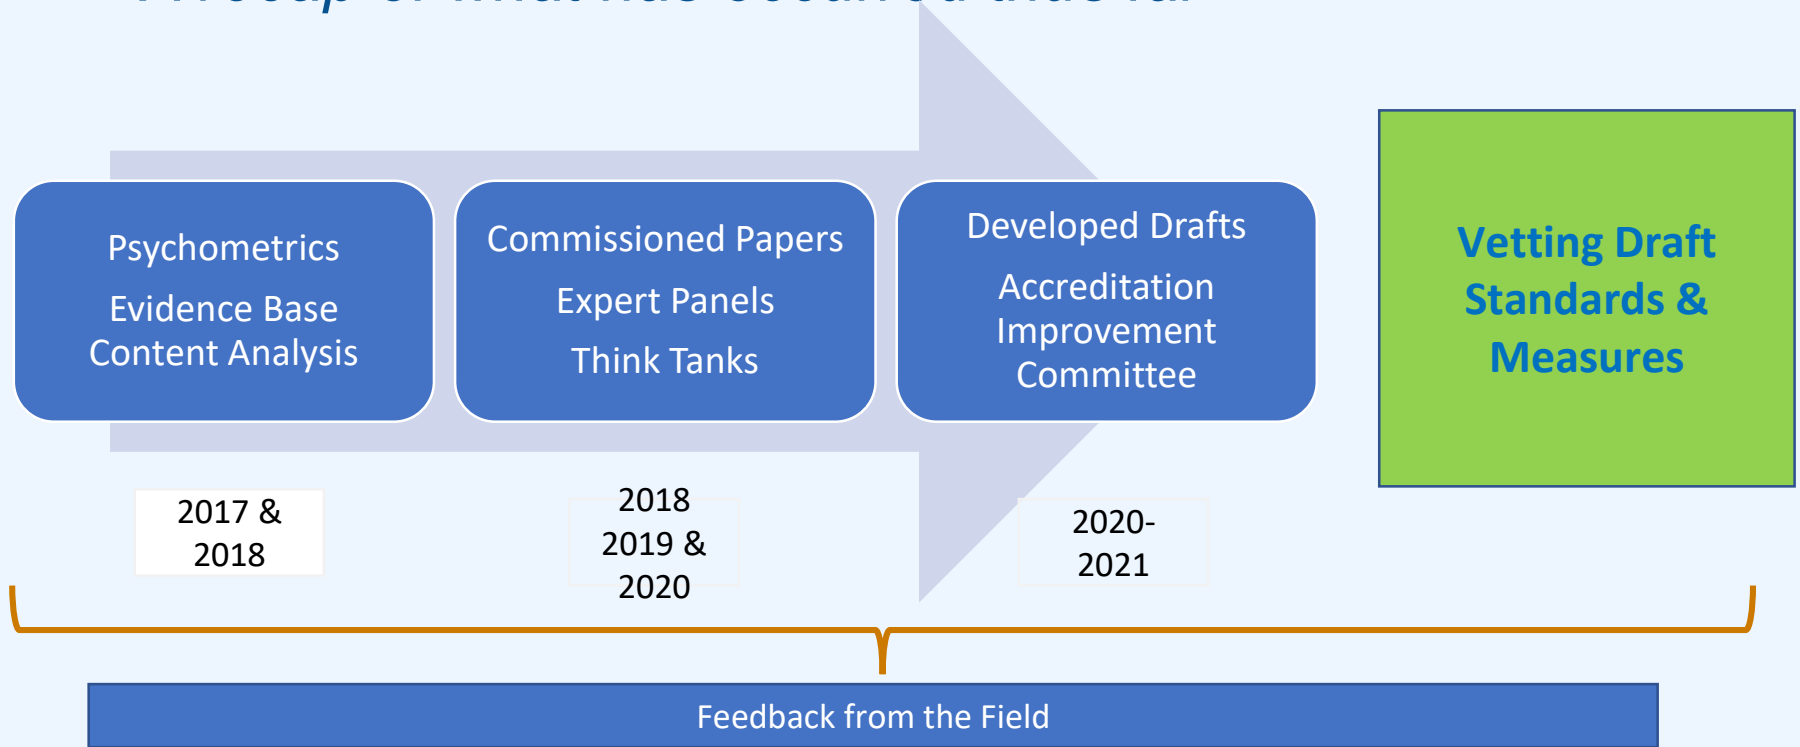 Psychometrics
Evidence Base
Content Analysis
Commissioned Papers
Expert Panels
Think Tanks
Developed Drafts
Accreditation
Improvement
Committee
Vetting Draft
Standards &
Measures
2017 &
2018
2018
2019 &
2020
2020-
2021
Feedback from the Field